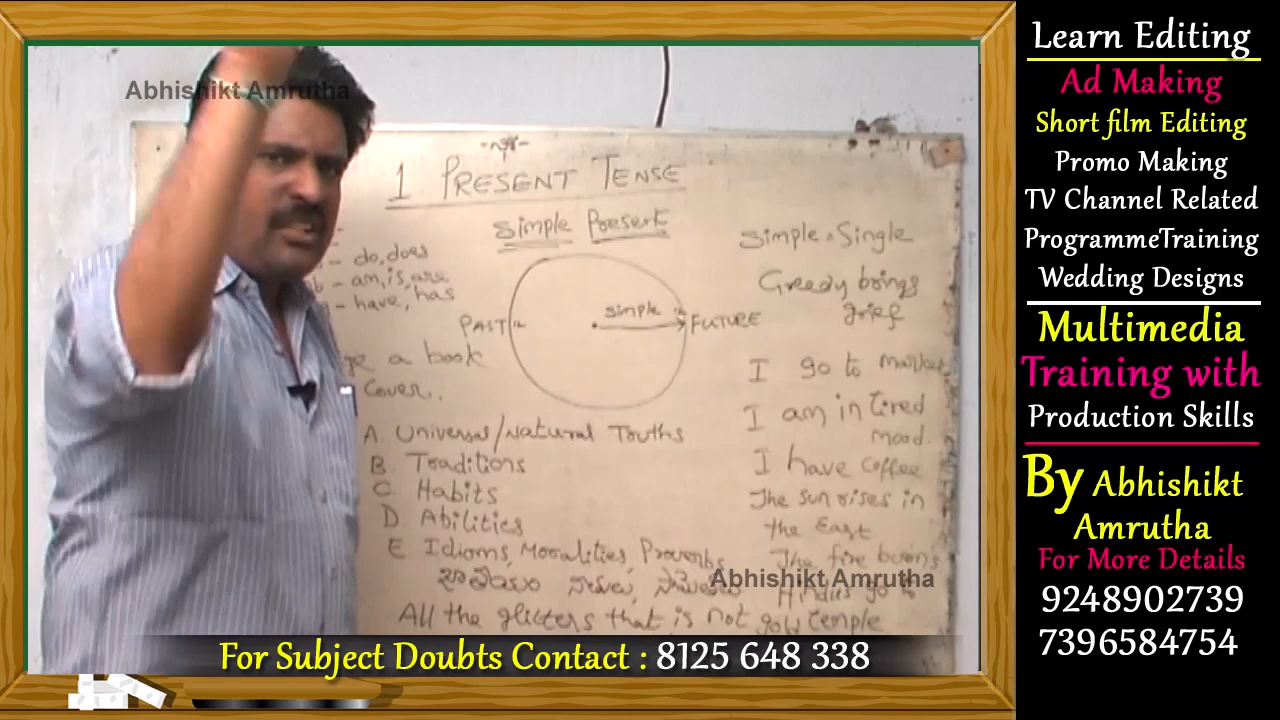 Abhishikt Amrutha
1 PRESENT TENSE
Simple Present
do, does
- am, is, are
- have, has
a book
Cover..
PAST
simple
FUTURE
A. Universal/Natural Truths
B. Traditions
C. Habits
D. Abilities
E. Idioms, Moralities, Proverbs
All the glitters that is not gold
Simple = Single
Greedy brings
grief
I go to market
I am in tired
mood.
I have coffee
The sun rises in
the East
The fire burns
Hindus go to
temple
Abhishikt Amrutha
For Subject Doubts Contact : 8125 648 338
Learn Editing
Ad Making
Short film Editing
Promo Making
TV Channel Related
ProgrammeTraining
Wedding Designs
Multimedia
Training with
Production Skills
By Abhishikt
Amrutha
For More Details
9248902739
7396584754